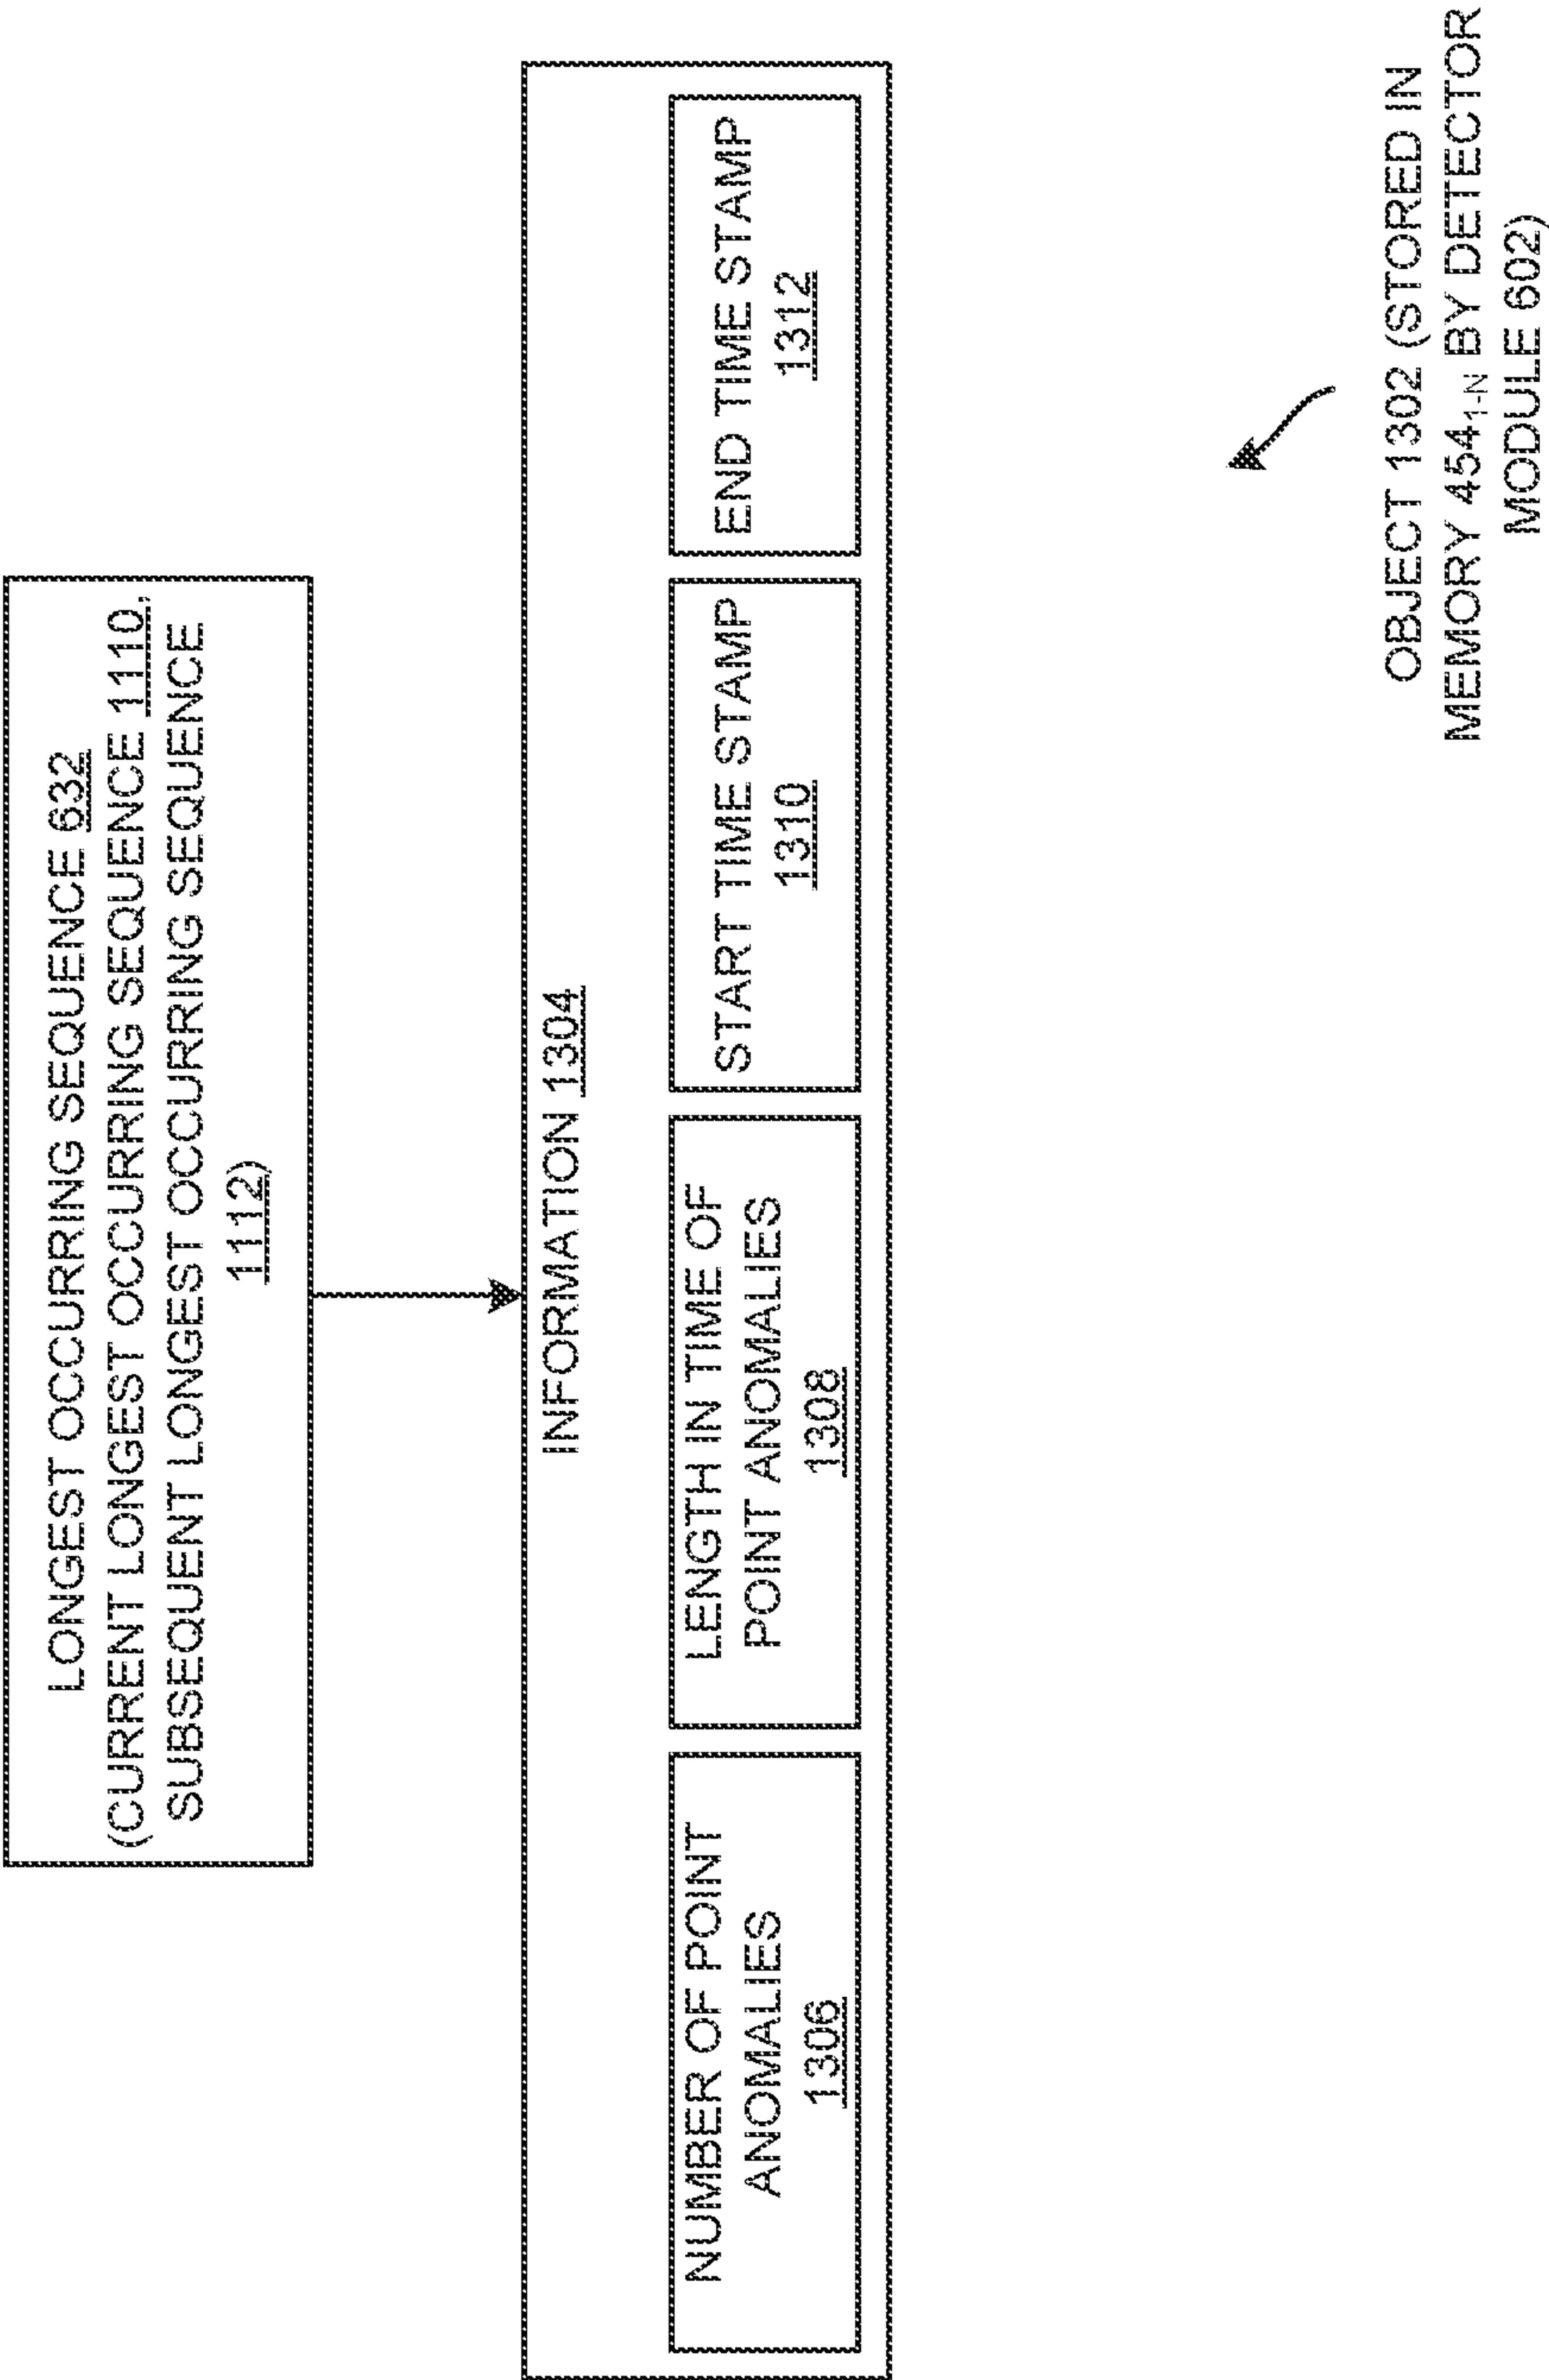 LONGEST OCCURRING SEQUENCE 632
(CURRENT LONGEST OCCURRING SEQUENCE 1110,
SUBSEQUENT LONGEST OCCURRING SEQUENCE
1112)
INFORMATION 1304
NUMBER OF POINT
ANOMALIES
1306
LENGTH IN TIME OF
POINT ANOMALIES
1308
START TIME STAMP
1310
END TIME STAMP
1312
OBJECT 1302 (STORED IN
MEMORY 454₁₋ₙ BY DETECTOR
MODULE 602)